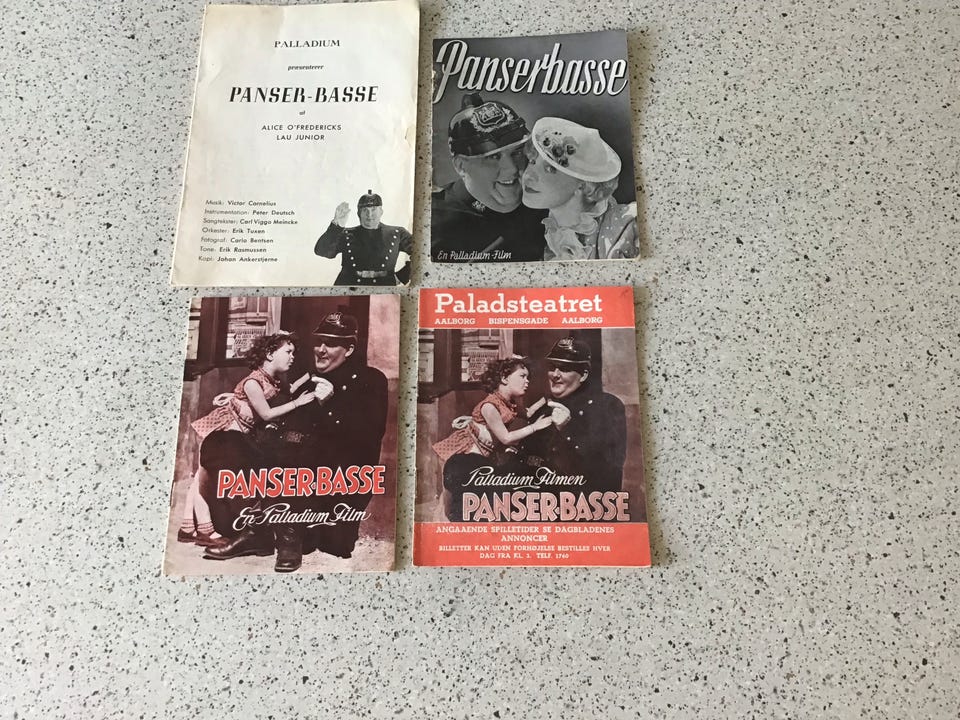 PALLADIUM
præsenterer
PANSER-BASSE
af
ALICE O'FREDERICKS
LAU JUNIOR
Musik: Victor Cornelius
Instrumentation: Peter Deutsch
Sangtekster: Carl Viggo Meincke
Orkester: Erik Tuxen
Fotograf: Carlo Bentsen
Tone: Erik Rasmussen
Kopi: Johan Ankerstjerne
Panserbasse
En Palladium-Film
PANSER-BASSE
En Palladium Film
Paladsteatret
AALBORG BISPENSGADE AALBORG
Palladium Filmen
PANSER-BASSE
ANGAAENDE SPILLETIDER SE DAGBLADENES
ANNONCER
BILLETTER KAN UDEN FORHØJELSE BESTILLES HVER
DAG FRA KL. 2. TELF. 1760